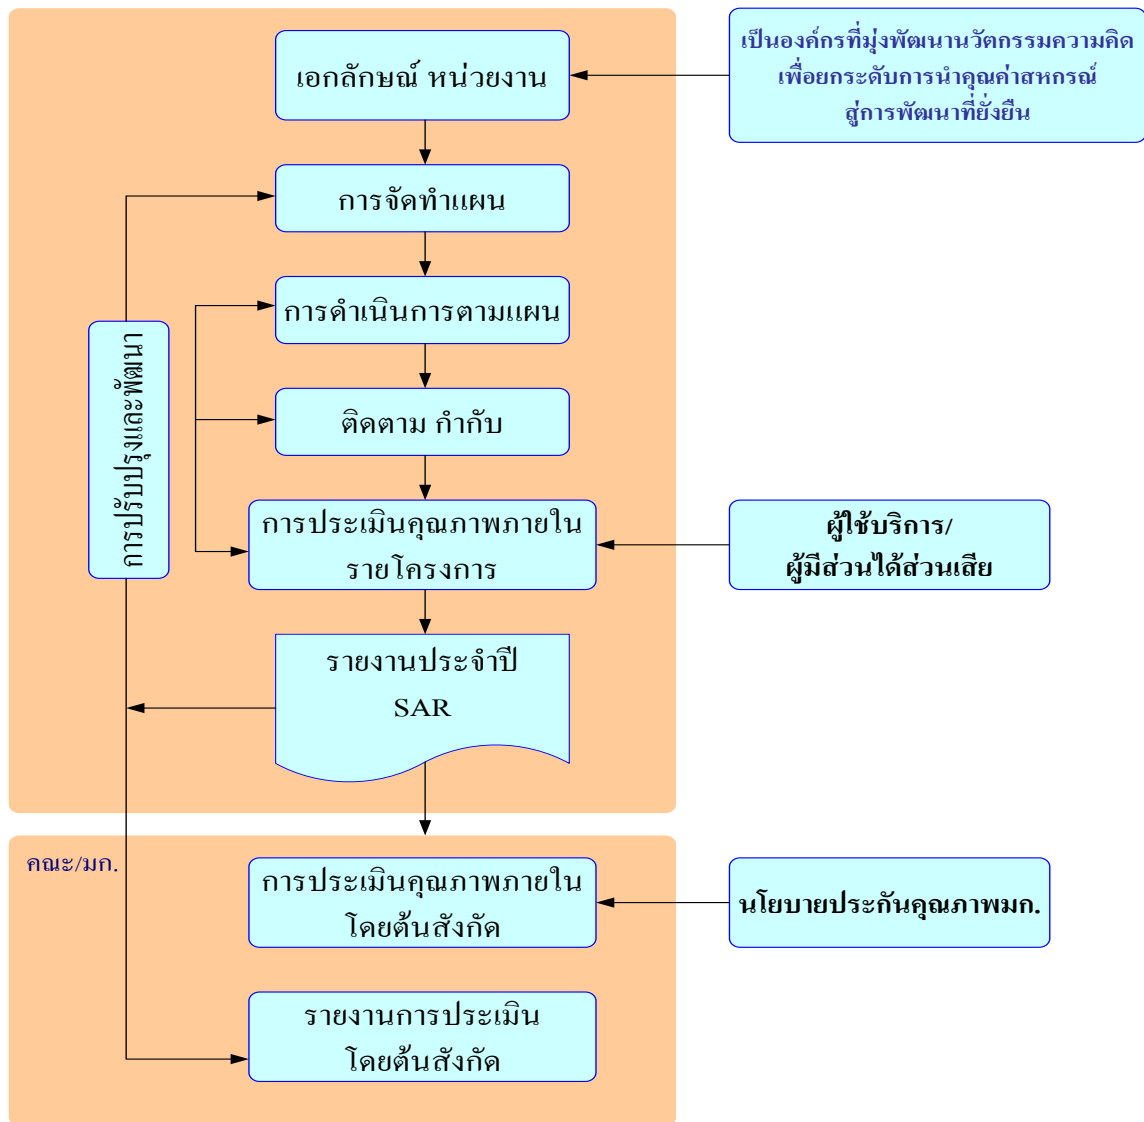 เอกลักษณ์ หน่วยงาน
เป็นองค์กรที่มุ่งพัฒนานวัตกรรมความคิด
เพื่อยกระดับการนำคุณค่าสหกรณ์
สู่การพัฒนาที่ยั่งยืน
การจัดทำแผน
การดำเนินการตามแผน
การปรับปรุงและพัฒนา
ติดตาม กำกับ
การประเมินคุณภาพภายใน
รายโครงการ
ผู้ใช้บริการ/
ผู้มีส่วนได้ส่วนเสีย
รายงานประจำปี
SAR
คณะ/มก.
การประเมินคุณภาพภายใน
โดยต้นสังกัด
นโยบายประกันคุณภาพมก.
รายงานการประเมิน
โดยต้นสังกัด